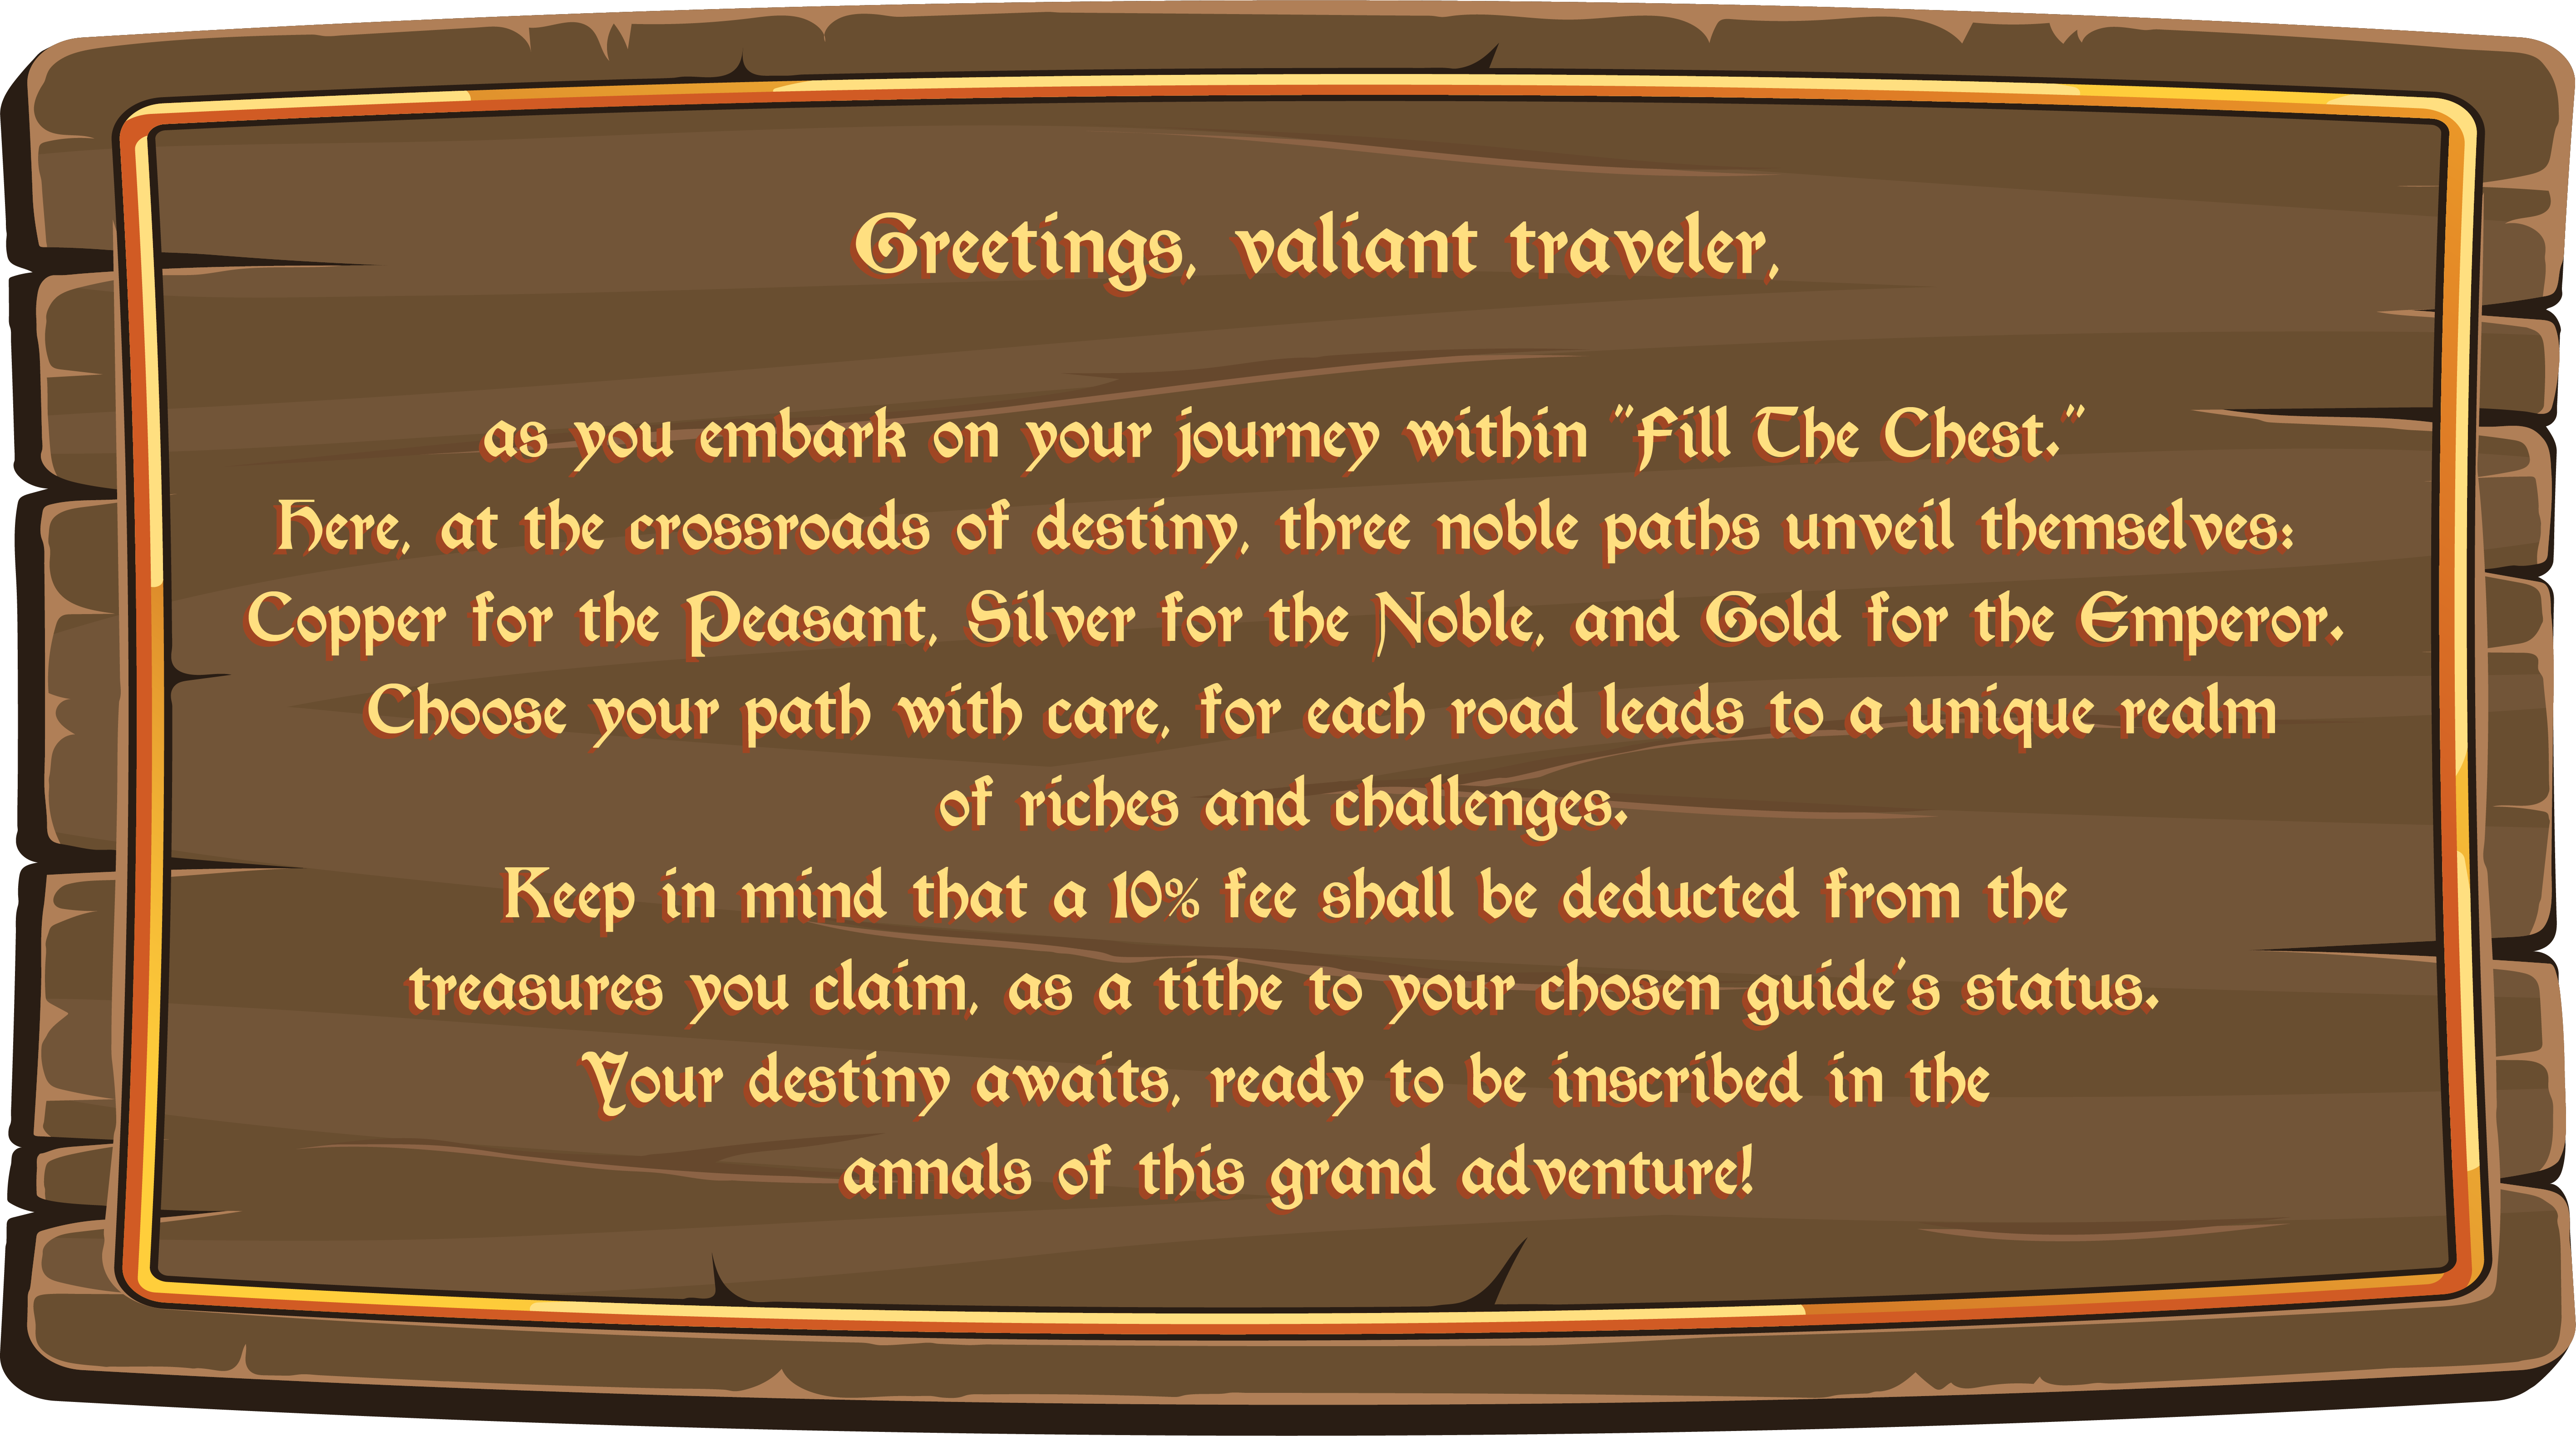 Greetings, valiant traveler,
as you embark on your journey within "Fill The Chest."
Here, at the crossroads of destiny, three noble paths unveil themselves:
Copper for the Peasant, Silver for the Noble, and Gold for the Emperor.
Choose your path with care, for each road leads to a unique realm
of riches and challenges.
Keep in mind that a 10% fee shall be deducted from the
treasures you claim, as a tithe to your chosen guide's status.
Your destiny awaits, ready to be inscribed in the
annals of this grand adventure!